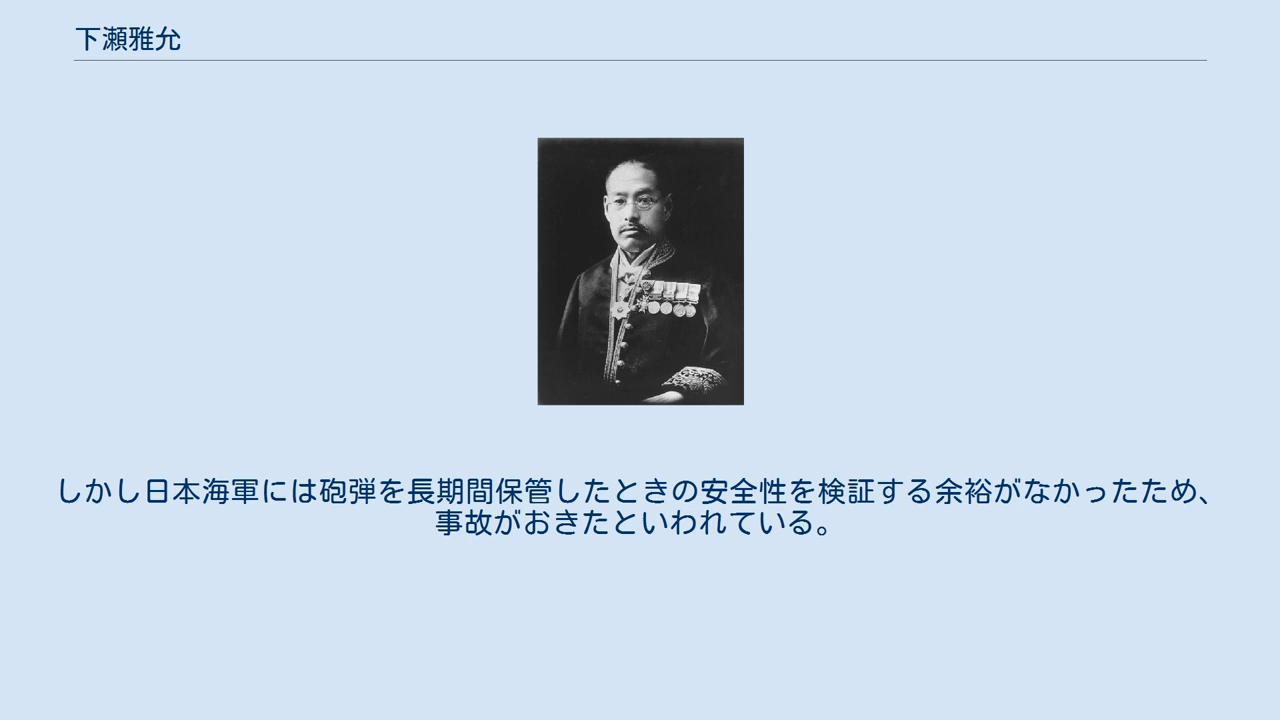 下瀬雅允
しかし日本海軍には砲弾を長期間保管したときの安全性を検証する余裕がなかったため、
事故がおきたといわれている。